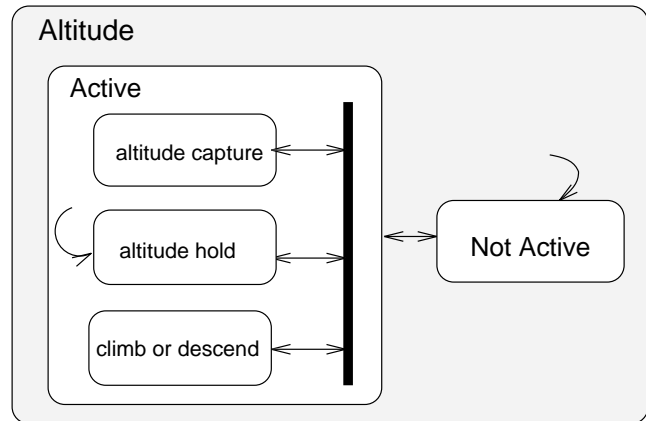 Altitude
Active
altitude capture
altitude hold
Not Active
climb or descend